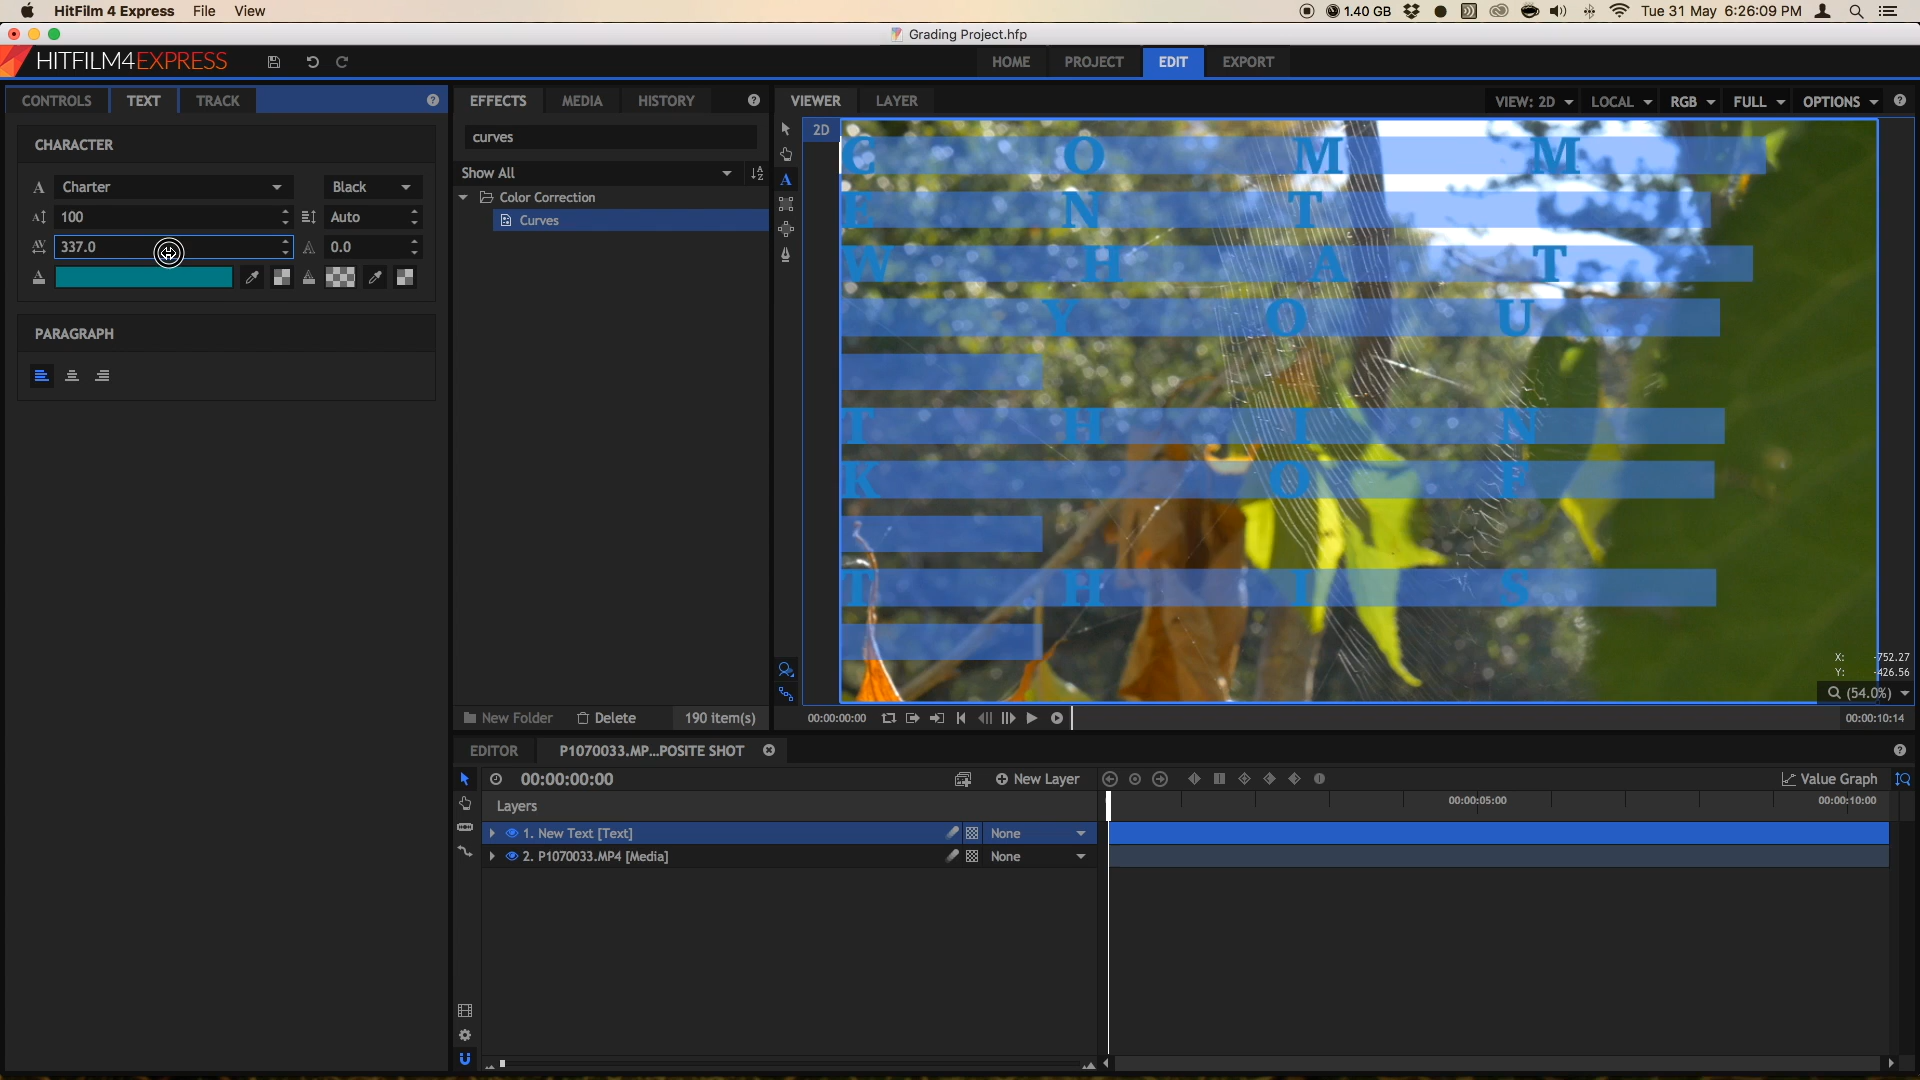 HitFilm 4 Express File View 1.40 GB Tue 31 May 6:26:09 PM
Grading Project.hfp
HITFILM4EXPRESS HOME PROJECT EDIT EXPORT
CONTROLS TEXT TRACK EFFECTS MEDIA HISTORY VIEWER LAYER VIEW: 2D LOCAL RGB FULL OPTIONS
CHARACTER
Charter Black
100 Auto
337.0 0.0
PARAGRAPH
curves
Show All
Color Correction
Curves
New Folder Delete 190 item(s)
2D
C O M M
E N T
W H A T
Y O U
T H I N
K O F
T H I S
X: -752.27
Y: -426.56
(54.0%)
00:00:00:00 00:00:10:14
EDITOR P1070033.MP...POSITE SHOT
00:00:00:00 New Layer Value Graph
Layers 00:00:05:00 00:00:10:00
1. New Text [Text] None
2. P1070033.MP4 [Media] None